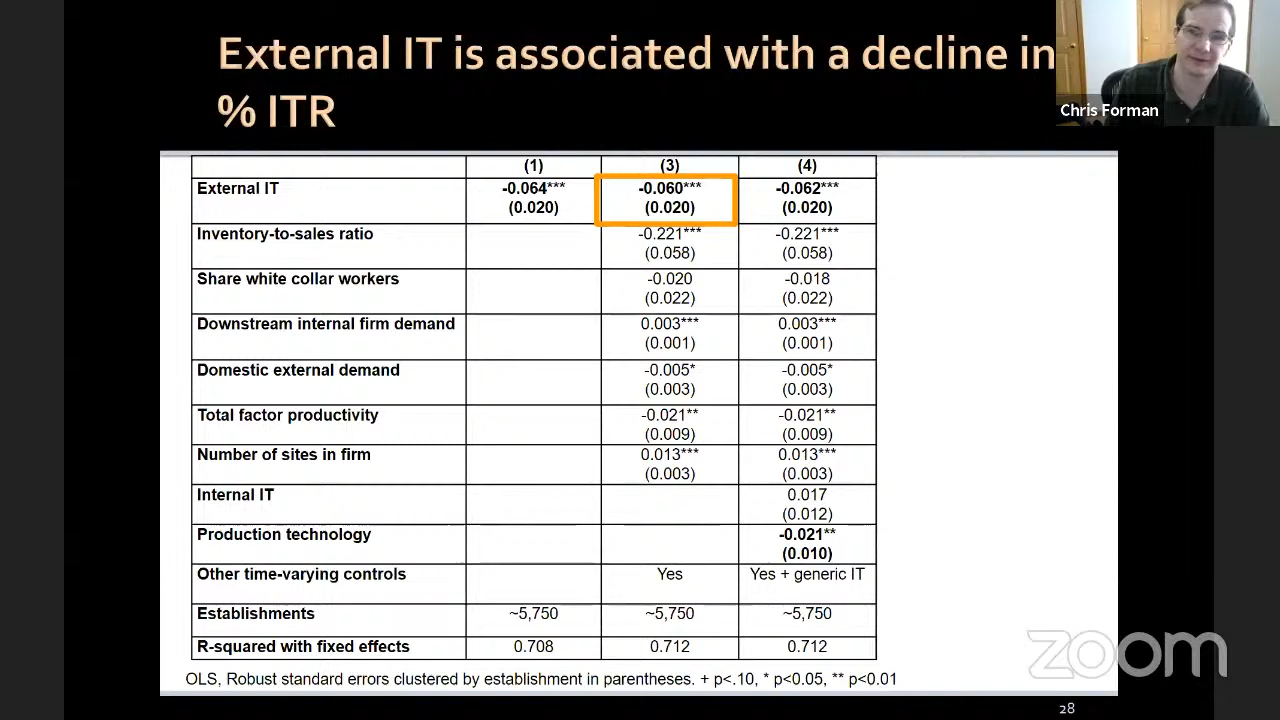 External IT is associated with a decline in
% ITR
Chris Forman
(1) (3) (4)
External IT -0.064*** -0.060*** -0.062***
(0.020) (0.020) (0.020)
Inventory-to-sales ratio -0.221*** -0.221***
(0.058) (0.058)
Share white collar workers -0.020 -0.018
(0.022) (0.022)
Downstream internal firm demand 0.003*** 0.003***
(0.001) (0.001)
Domestic external demand -0.005* -0.005*
(0.003) (0.003)
Total factor productivity -0.021** -0.021**
(0.009) (0.009)
Number of sites in firm 0.013*** 0.013***
(0.003) (0.003)
Internal IT 0.017
(0.012)
Production technology -0.021**
(0.010)
Other time-varying controls Yes Yes + generic IT
Establishments ~5,750 ~5,750 ~5,750
R-squared with fixed effects 0.708 0.712 0.712
OLS, Robust standard errors clustered by establishment in parentheses. + p<.10, * p<0.05, ** p<0.01
zoom
28